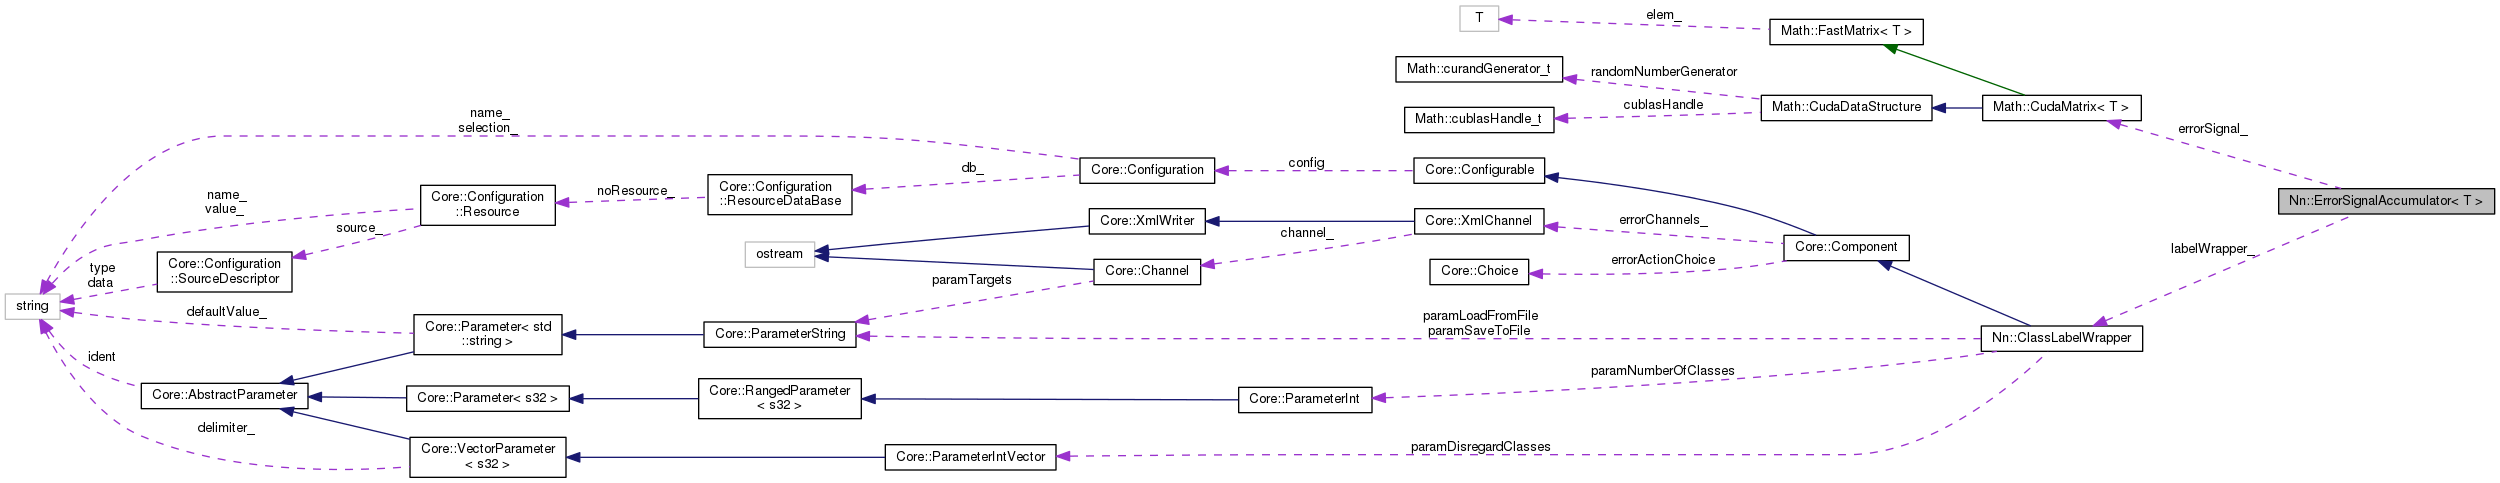 T
elem_
Math::FastMatrix< T >
Math::curandGenerator_t
randomNumberGenerator
Math::cublasHandle_t
cublasHandle
Math::CudaDataStructure
Math::CudaMatrix< T >
errorSignal_
name_
selection_
Core::Configuration
config
Core::Configurable
db_
Core::Configuration
::ResourceDataBase
noResource_
Core::Configuration
::Resource
name_
value_
source_
Core::Configuration
::SourceDescriptor
type
data
string
Nn::ErrorSignalAccumulator< T >
labelWrapper_
Core::XmlWriter
Core::XmlChannel
errorChannels_
channel_
ostream
Core::Channel
Core::Choice
errorActionChoice
Core::Component
paramTargets
defaultValue_
Core::Parameter< std
::string >
Core::ParameterString
paramLoadFromFile
paramSaveToFile
Nn::ClassLabelWrapper
ident
Core::AbstractParameter
Core::Parameter< s32 >
Core::RangedParameter
< s32 >
Core::ParameterInt
paramNumberOfClasses
delimiter_
Core::VectorParameter
< s32 >
Core::ParameterIntVector
paramDisregardClasses